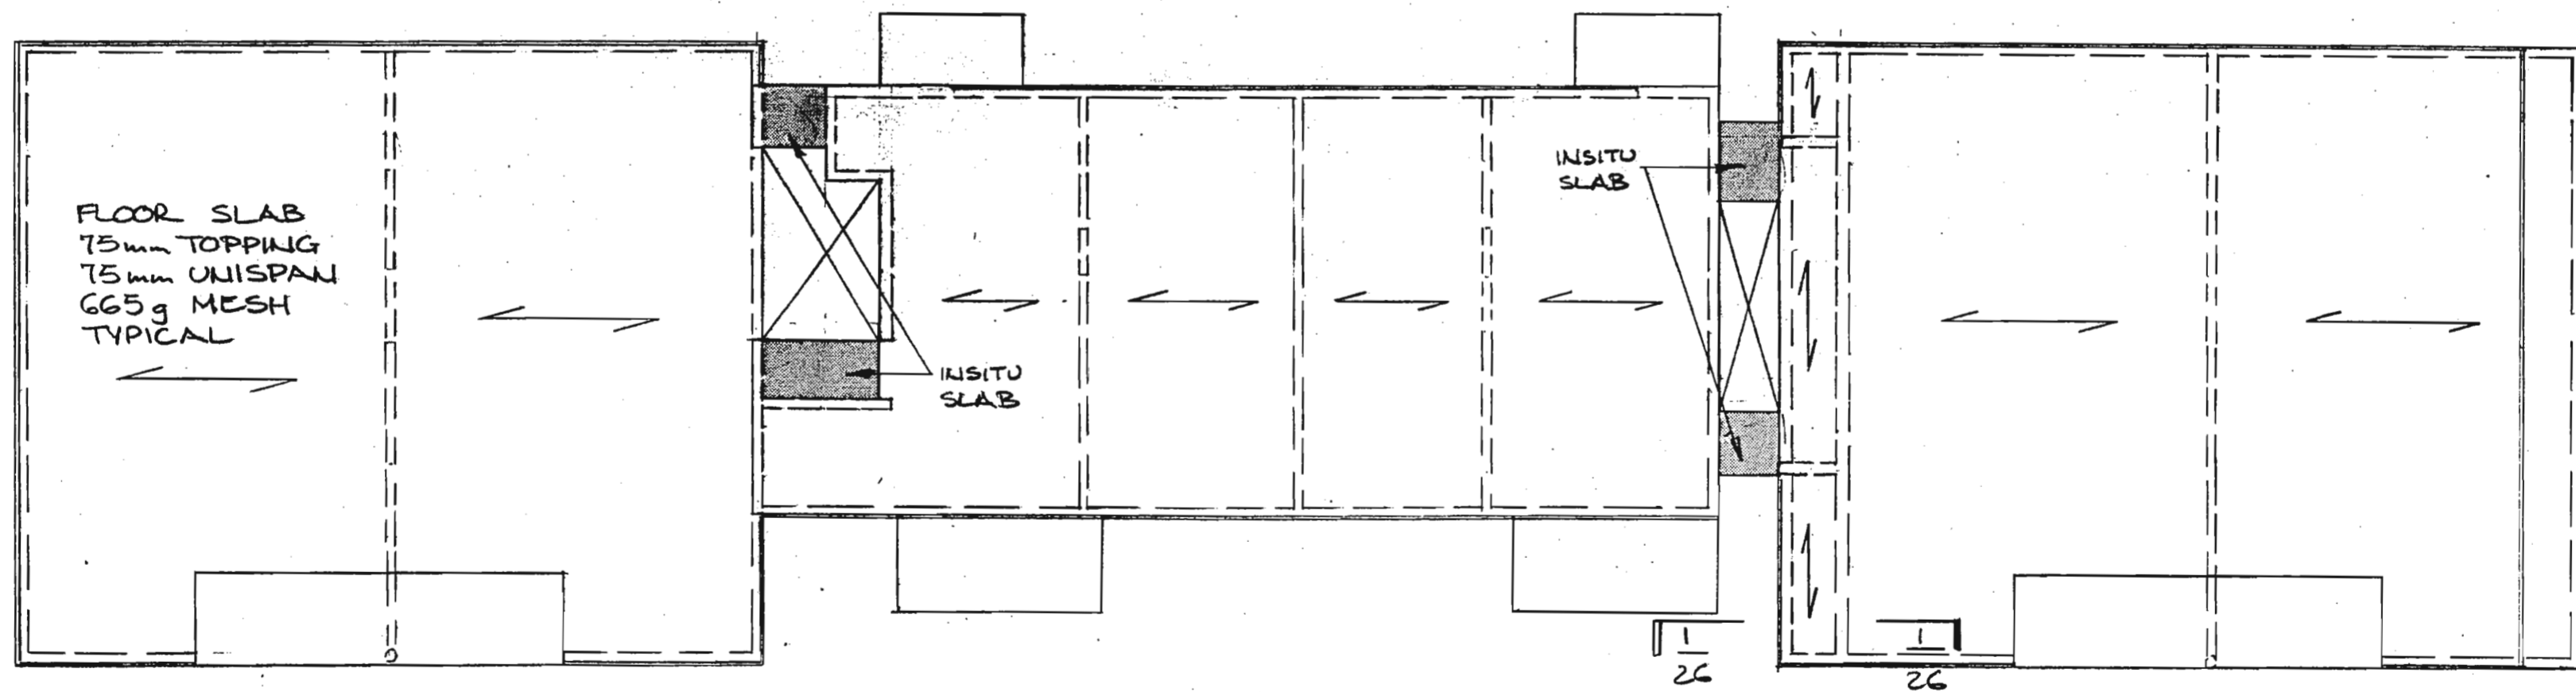 FLOOR SLAB
75mm TOPPING
75mm UNISPAN
665g MESH
TYPICAL
INSITU
SLAB
INSITU
SLAB
1
26
1
26